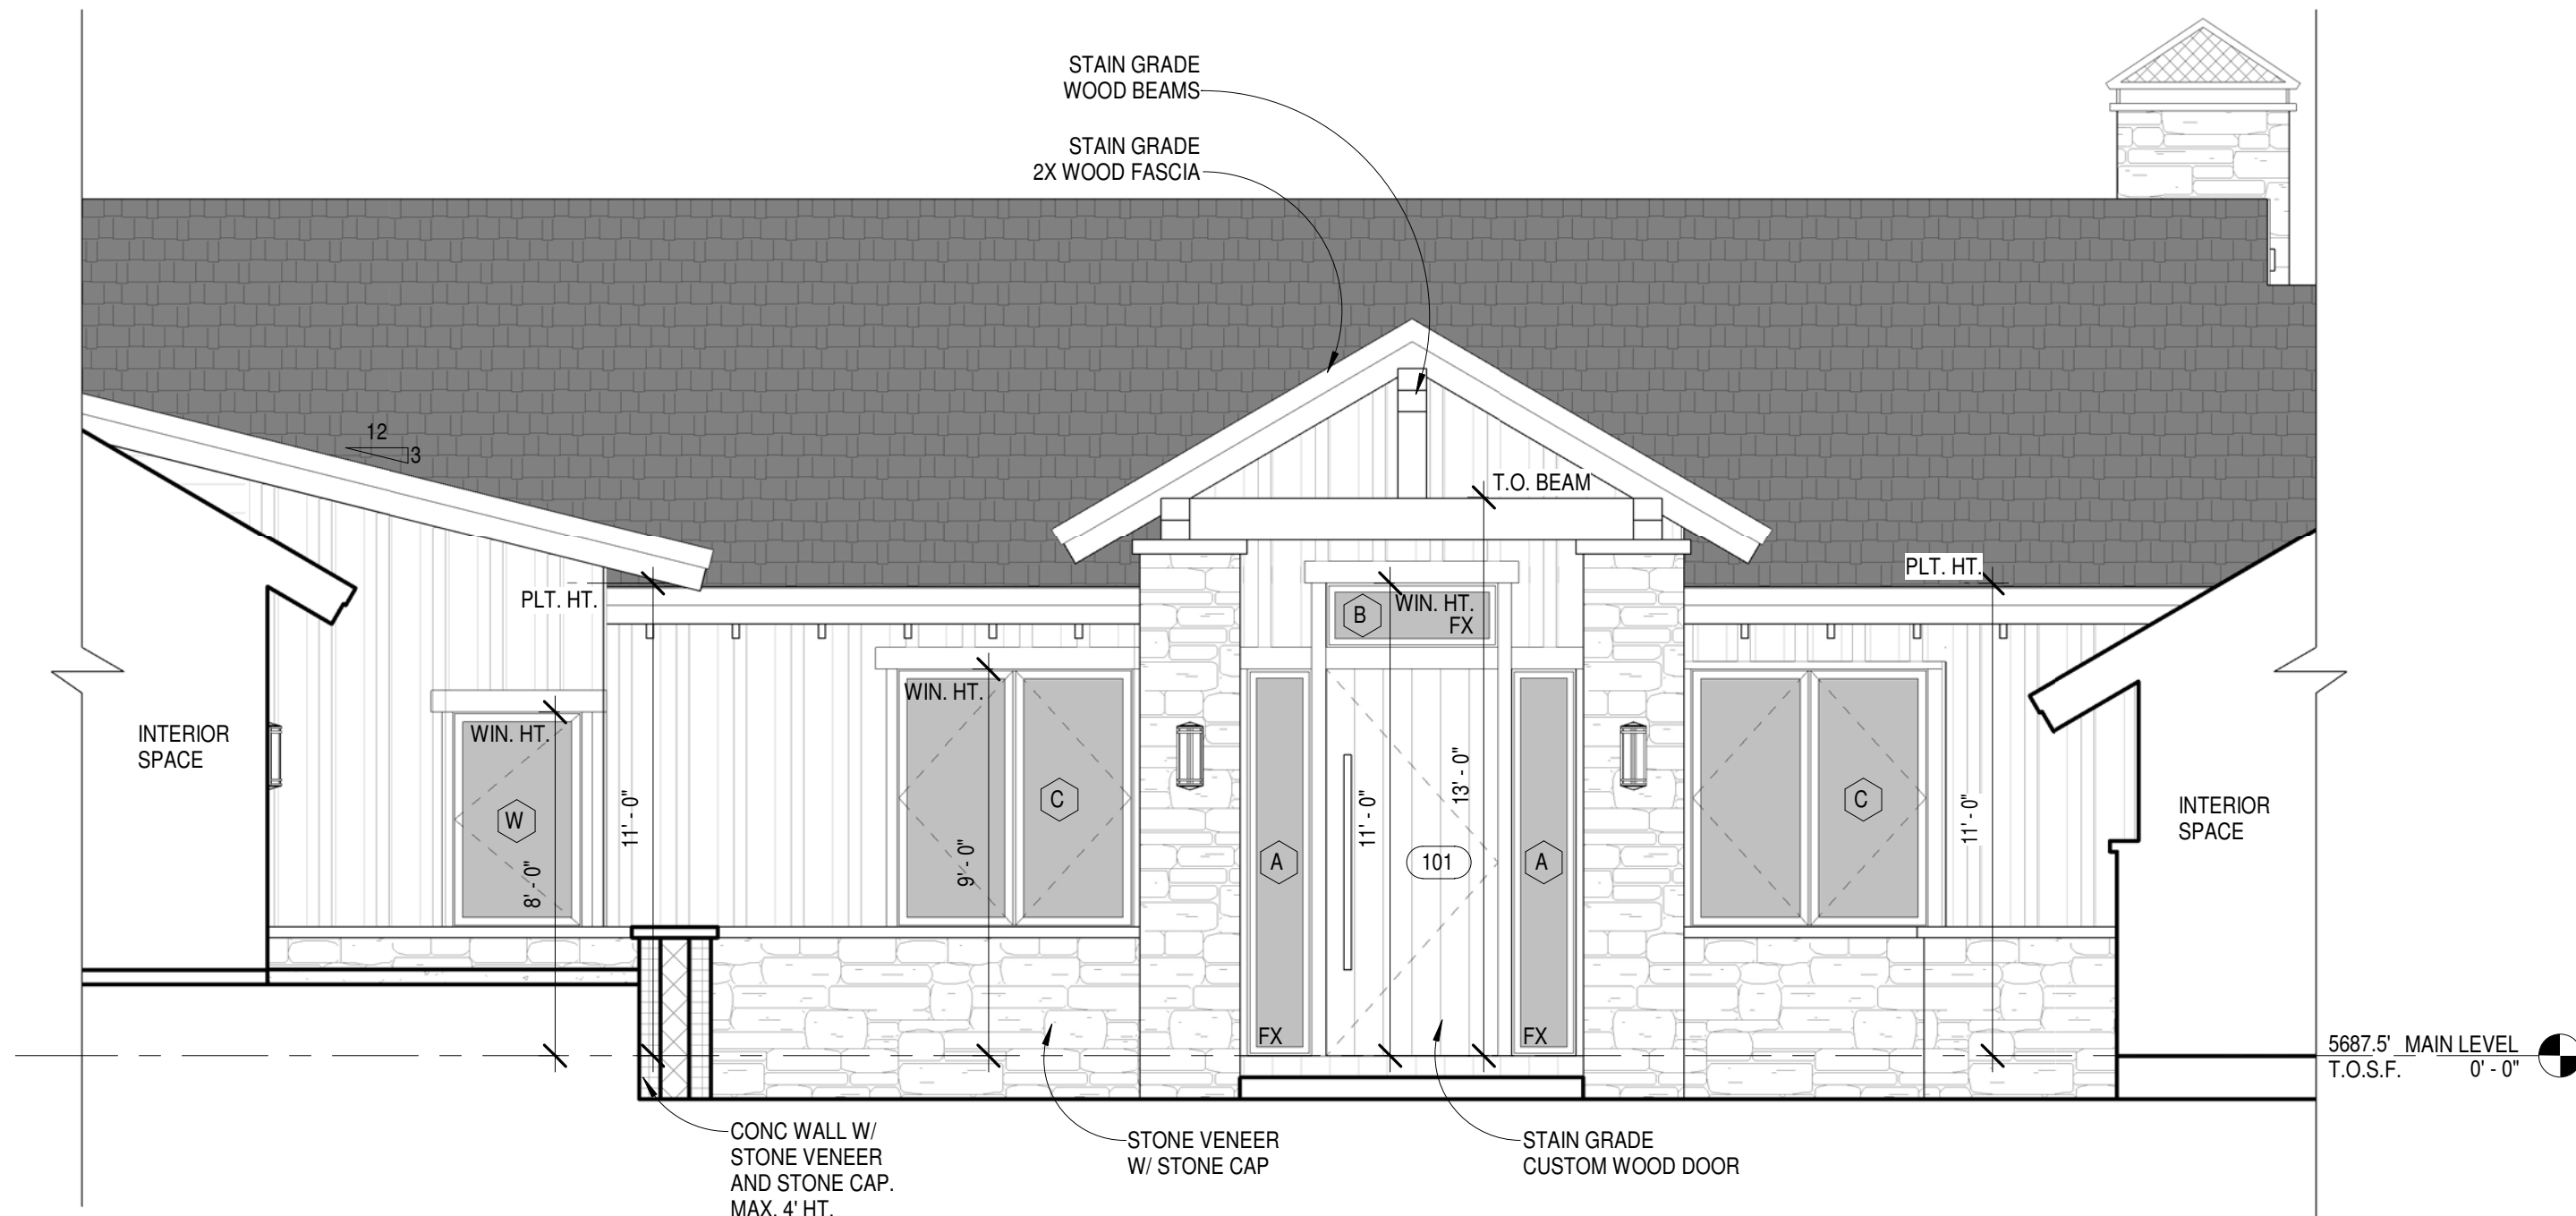 STAIN GRADE
WOOD BEAMS
STAIN GRADE
2X WOOD FASCIA
12
3
T.O. BEAM
PLT. HT.
PLT. HT.
B
WIN. HT.
FX
WIN. HT.
WIN. HT.
INTERIOR
SPACE
W
8' - 0"
11' - 0"
9' - 0"
C
A
FX
11' - 0"
13' - 0"
101
A
FX
C
11' - 0"
INTERIOR
SPACE
5687.5' MAIN LEVEL
T.O.S.F. 0' - 0"
CONC WALL W/
STONE VENEER
AND STONE CAP.
MAX. 4' HT.
STONE VENEER
W/ STONE CAP
STAIN GRADE
CUSTOM WOOD DOOR